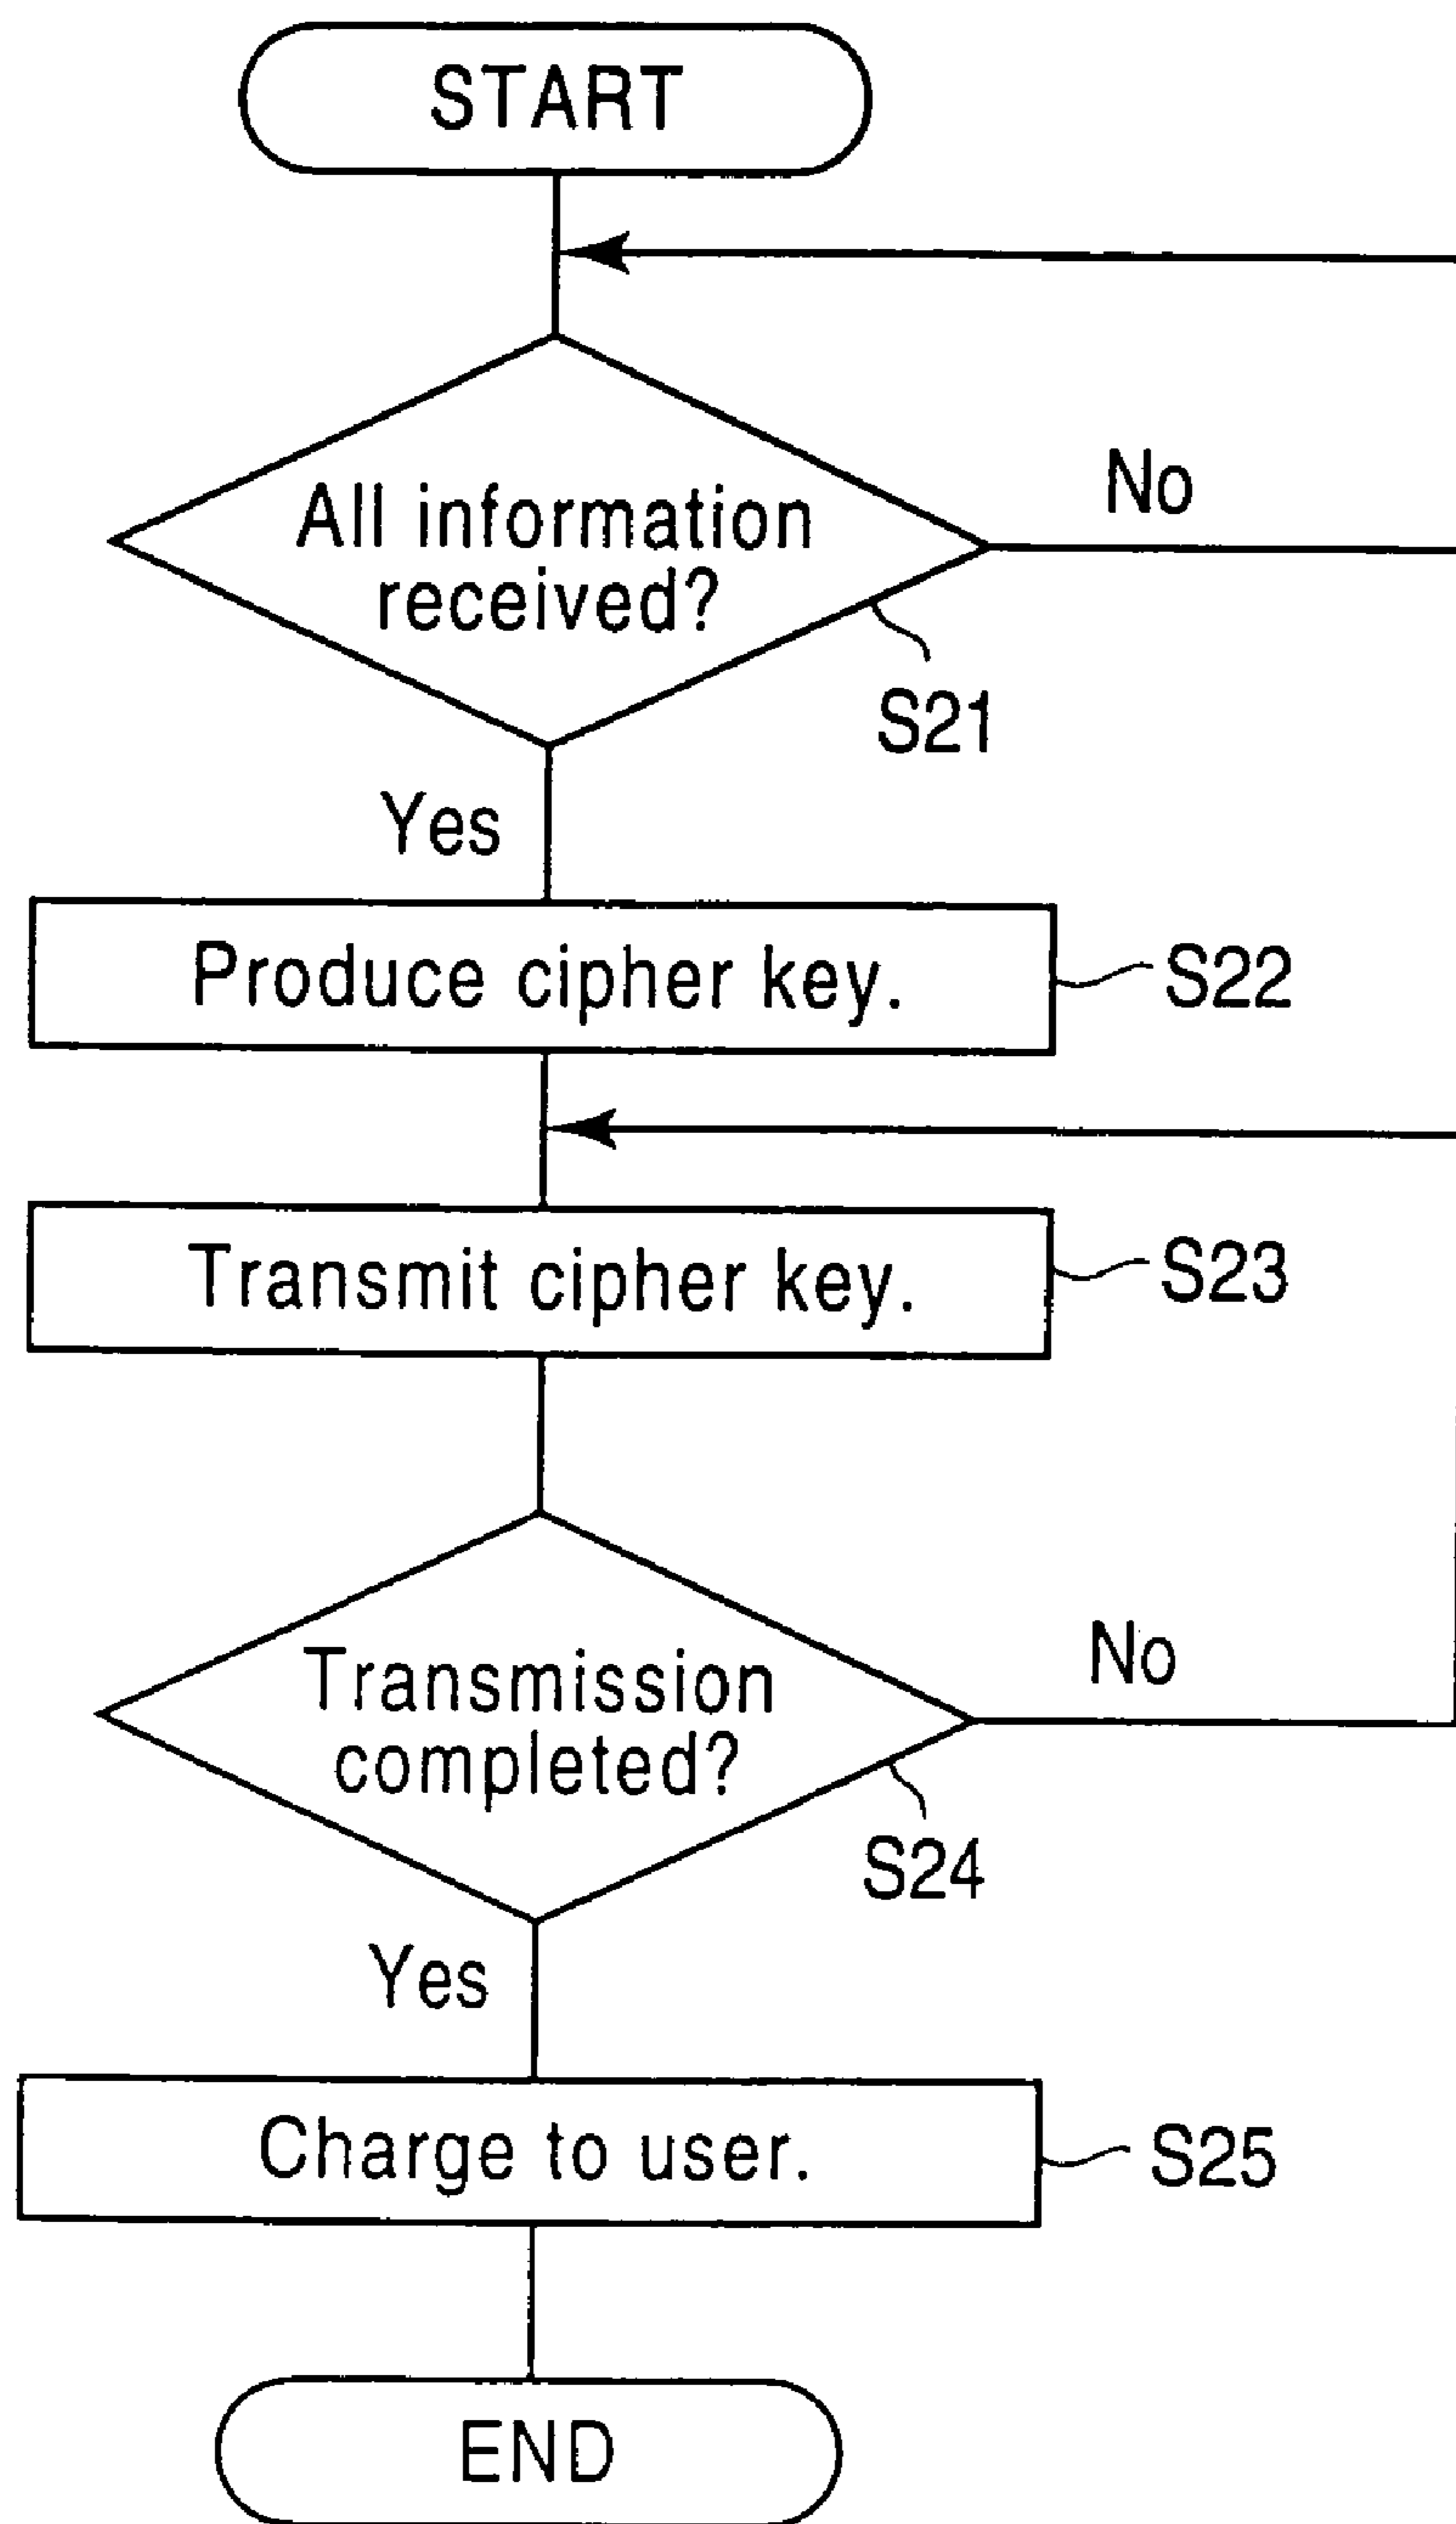 START
All information
received?
No
S21
Yes
Produce cipher key.
S22
Transmit cipher key.
S23
Transmission
completed?
No
S24
Yes
Charge to user.
S25
END